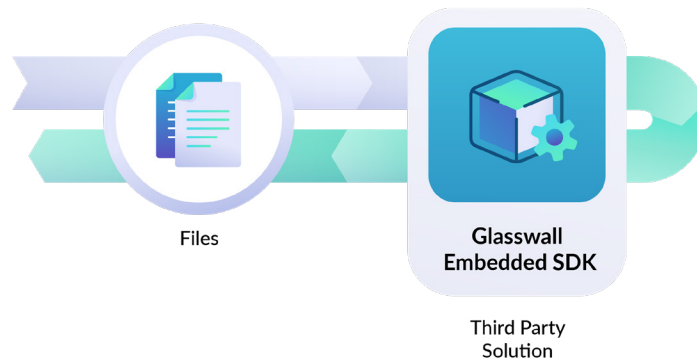 Files
Glasswall
Embedded SDK
Third Party
Solution